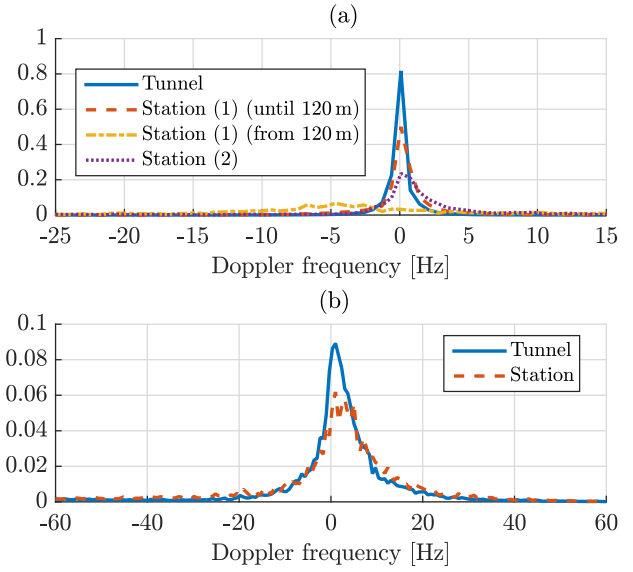 (a)
1
0.8
0.6
0.4
0.2
0
Tunnel
Station (1) (until 120 m)
Station (1) (from 120 m)
Station (2)
-25 -20 -15 -10 -5 0 5 10 15
Doppler frequency [Hz]
(b)
0.1
0.08
0.06
0.04
0.02
0
Tunnel
Station
-60 -40 -20 0 20 40 60
Doppler frequency [Hz]